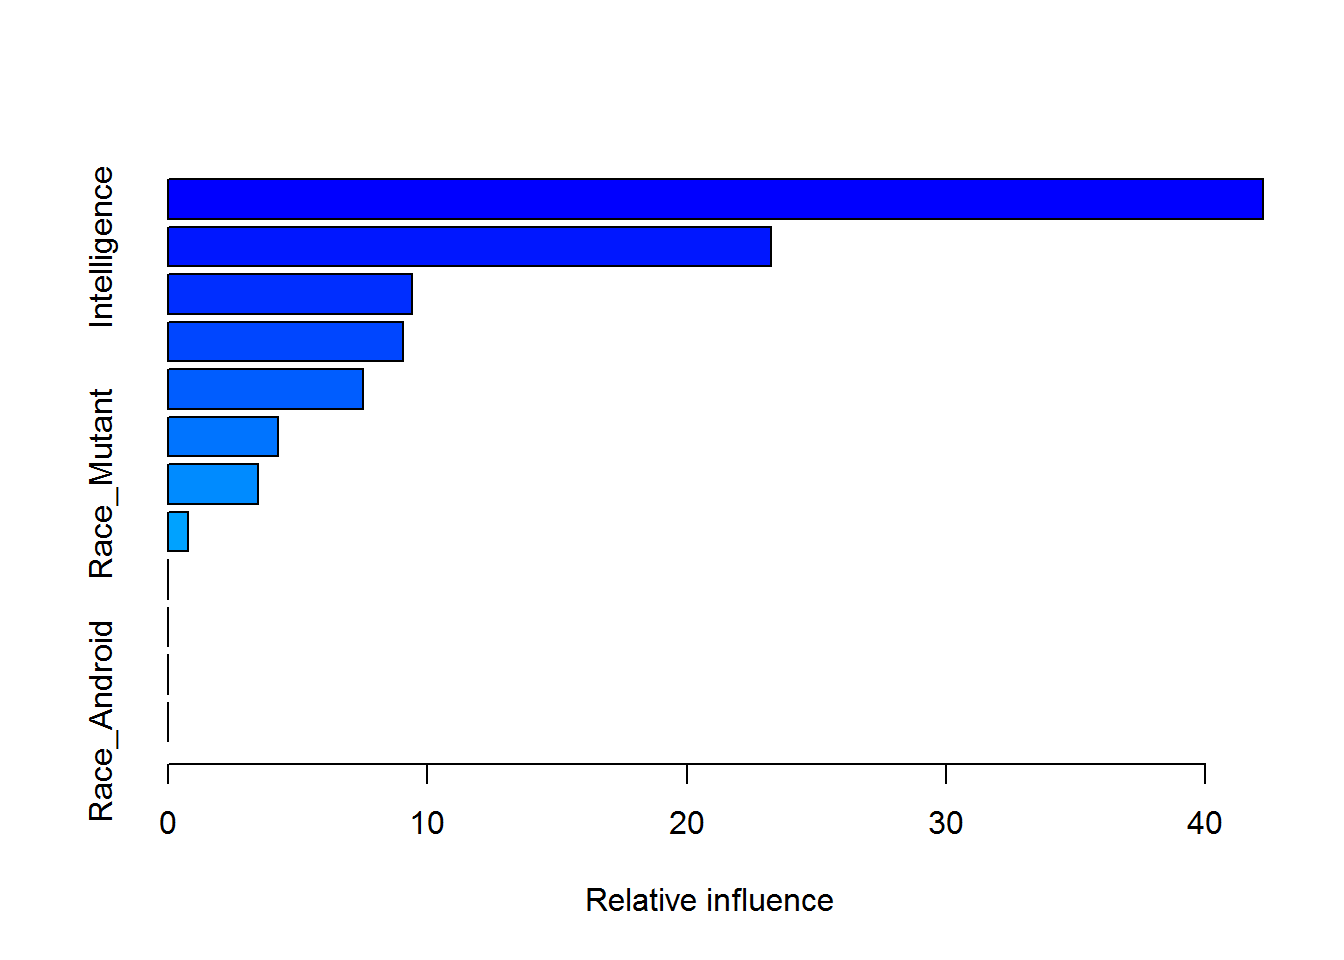 Intelligence
Race_Mutant
Race_Android
0 10 20 30 40
Relative influence